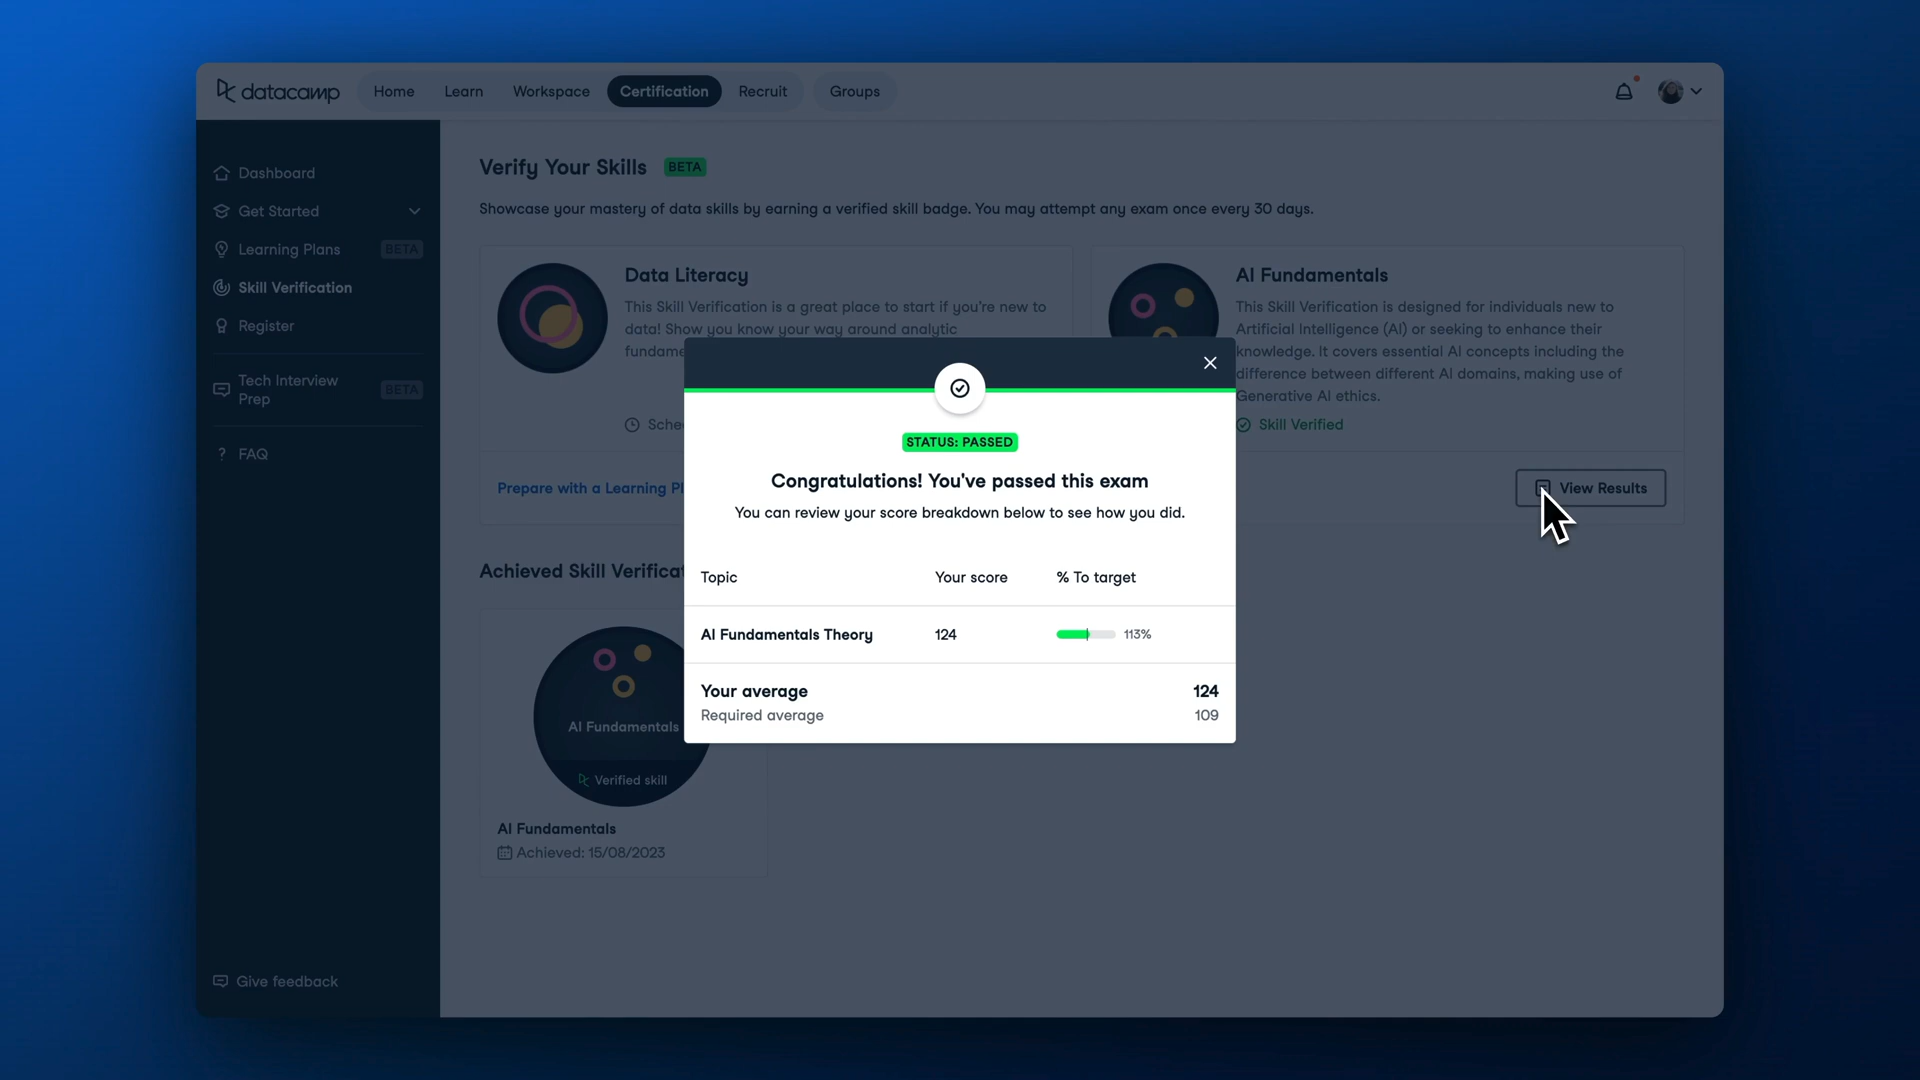 datacamp
Home
Learn
Workspace
Certification
Recruit
Groups
Dashboard
Get Started
Learning Plans
BETA
Skill Verification
Register
Tech Interview
Prep
BETA
? FAQ
Give feedback
Verify Your Skills BETA
Showcase your mastery of data skills by earning a verified skill badge. You may attempt any exam once every 30 days.
Data Literacy
This Skill Verification is a great place to start if you're new to
data! Show you know your way around analytic
fundame
Sche
Prepare with a Learning Pl
AI Fundamentals
This Skill Verification is designed for individuals new to
Artificial Intelligence (AI) or seeking to enhance their
knowledge. It covers essential AI concepts including the
difference between different AI domains, making use of
Generative AI ethics.
Skill Verified
View Results
STATUS: PASSED
Congratulations! You've passed this exam
You can review your score breakdown below to see how you did.
Topic Your score % To target
AI Fundamentals Theory 124 113%
Your average 124
Required average 109
Achieved Skill Verificat
AI Fundamentals
Verified skill
AI Fundamentals
Achieved: 15/08/2023